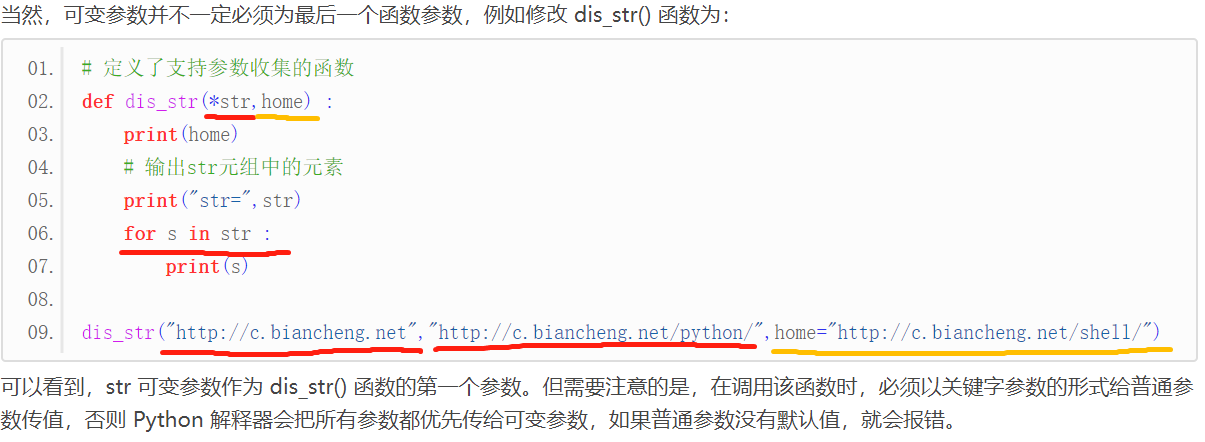 当然，可变参数并不一定必须为最后一个函数参数，例如修改 dis_str() 函数为：
01. # 定义了支持参数收集的函数
02. def dis_str(*str,home) :
03. print(home)
04. # 输出str元组中的元素
05. print("str=",str)
06. for s in str :
07. print(s)
08.
09. dis_str("http://c.biancheng.net","http://c.biancheng.net/python/",home="http://c.biancheng.net/shell/")
可以看到，str 可变参数作为 dis_str() 函数的第一个参数。但需要注意的是，在调用该函数时，必须以关键字参数的形式给普通参
数传值，否则 Python 解释器会把所有参数都优先传给可变参数，如果普通参数没有默认值，就会报错。